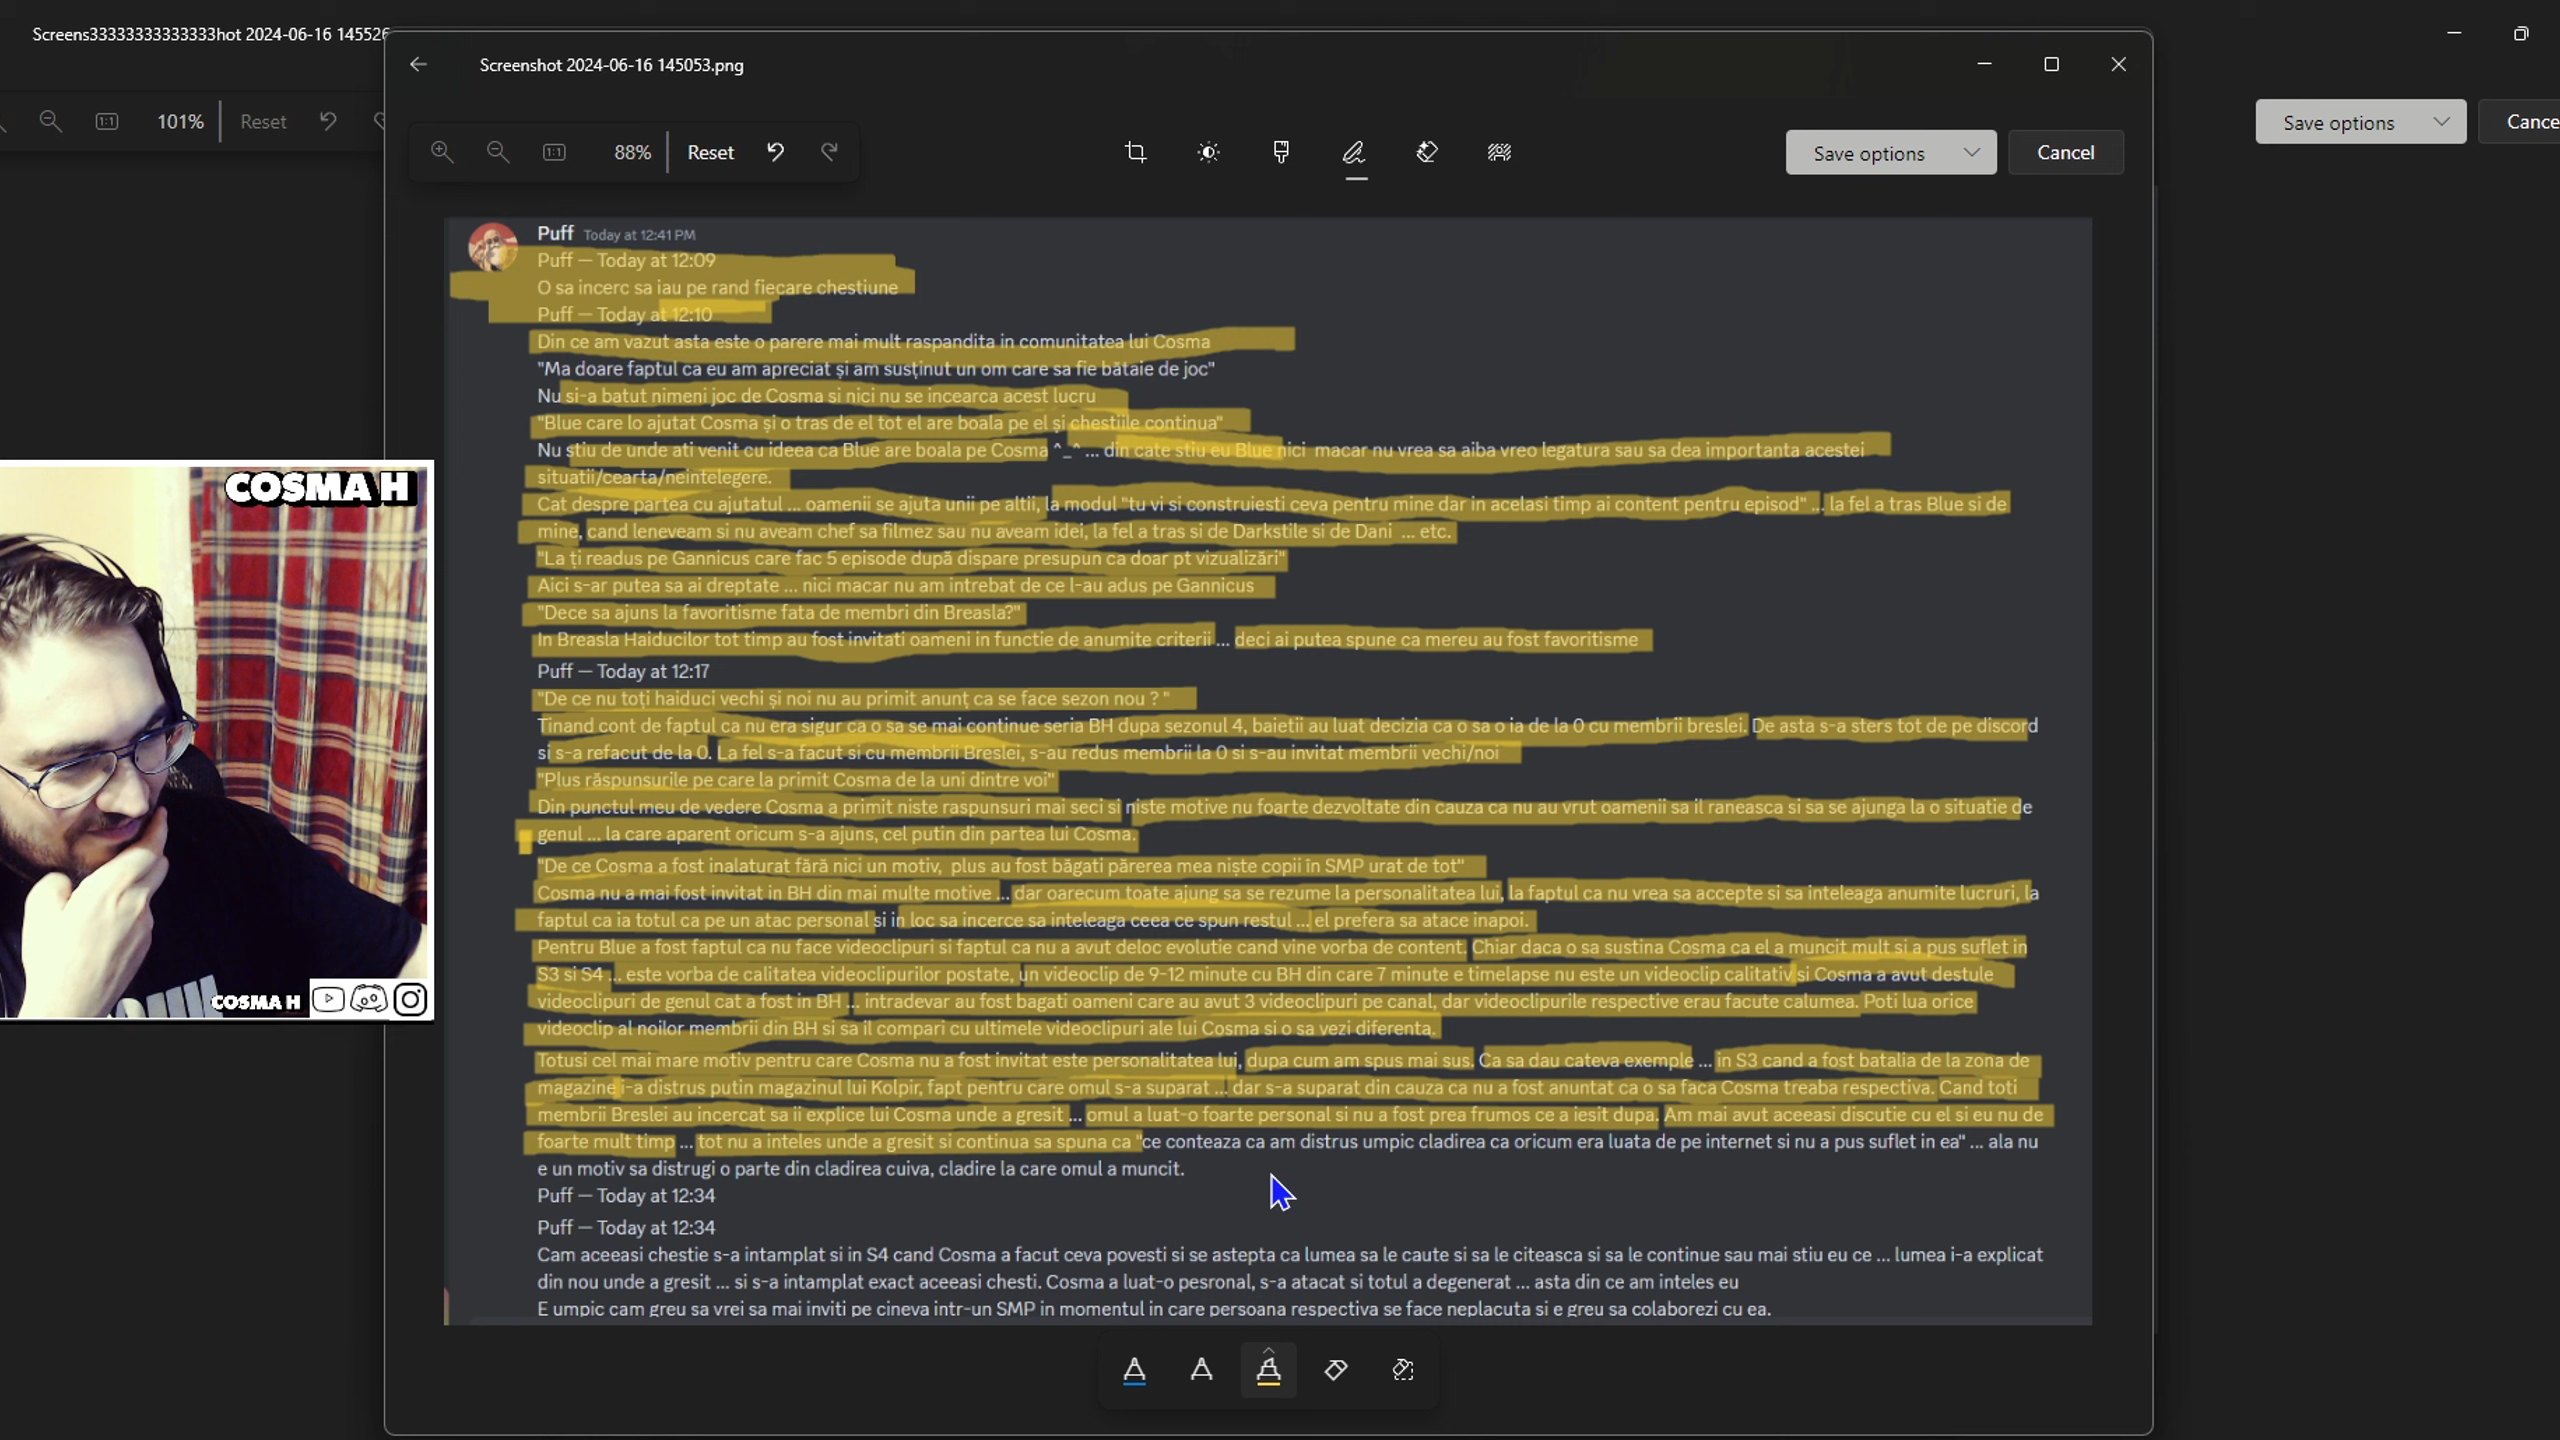 Screens33333333333333hot 2024-06-16 145526
Screenshot 2024-06-16 145053.png
101%
Reset
88%
Reset
Save options
Cancel
Save options
Puff Today at 12:41 PM
Puff — Today at 12:09
O sa incerc sa iau pe rand fiecare chestiune
Puff — Today at 12:10
Din ce am vazut asta este o parere mai mult raspandita in comunitatea lui Cosma
"Ma doare faptul ca eu am apreciat și am susținut un om care sa fie bătaie de joc"
Nu si-a batut nimeni joc de Cosma si nici nu se incearca acest lucru
"Blue care lo ajutat Cosma și o tras de el tot el are boala pe el și chestiile continua"
Nu stiu de unde ati venit cu ideea ca Blue are boala pe Cosma ^_^ ... din cate stiu eu Blue nici macar nu vrea sa aiba vreo legatura sau sa dea importanta acestei
situatii/cearta/neintelegere.
Cat despre partea cu ajutatul ... oamenii se ajuta unii pe altii, la modul "tu vi si construiesti ceva pentru mine dar in acelasi timp ai content pentru episod" ... la fel a tras Blue si de
mine, cand leneveam si nu aveam chef sa filmez sau nu aveam idei, la fel a tras si de Darkstile si de Dani ... etc.
"La ți readus pe Gannicus care fac 5 episode după dispare presupun ca doar pt vizualizări"
Aici s-ar putea sa ai dreptate ... nici macar nu am intrebat de ce l-au adus pe Gannicus
"Dece sa ajuns la favoritisme fata de membri din Breasla?"
In Breasla Haiducilor tot timp au fost invitati oameni in functie de anumite criterii ... deci ai putea spune ca mereu au fost favoritisme
Puff — Today at 12:17
"De ce nu toți haiduci vechi și noi nu au primit anunț ca se face sezon nou ? "
Tinand cont de faptul ca nu era sigur ca o sa se mai continue seria BH dupa sezonul 4, baietii au luat decizia ca o sa o ia de la 0 cu membrii breslei. De asta s-a sters tot de pe discord
si s-a refacut de la 0. La fel s-a facut si cu membrii Breslei, s-au redus membrii la 0 si s-au invitat membrii vechi/noi
"Plus răspunsurile pe care la primit Cosma de la uni dintre voi"
Din punctul meu de vedere Cosma a primit niste raspunsuri mai seci si niste motive nu foarte dezvoltate din cauza ca nu au vrut oamenii sa il raneasca si sa se ajunga la o situatie de
genul ... la care aparent oricum s-a ajuns, cel putin din partea lui Cosma.
"De ce Cosma a fost inalaturat fără nici un motiv,  plus au fost băgati părerea mea niște copii în SMP urat de tot"
Cosma nu a mai fost invitat in BH din mai multe motive ... dar oarecum toate ajung sa se rezume la personalitatea lui, la faptul ca nu vrea sa accepte si sa inteleaga anumite lucruri, la
faptul ca ia totul ca pe un atac personal si in loc sa incerce sa inteleaga ceea ce spun restul ... el prefera sa atace inapoi.
Pentru Blue a fost faptul ca nu face videoclipuri si faptul ca nu a avut deloc evolutie cand vine vorba de content. Chiar daca o sa sustina Cosma ca el a muncit mult si a pus suflet in
S3 si S4 ... este vorba de calitatea videoclipurilor postate, un videoclip de 9-12 minute cu BH din care 7 minute e timelapse nu este un videoclip calitativ si Cosma a avut destule
videoclipuri de genul cat a fost in BH ... intradevar au fost bagati oameni care au avut 3 videoclipuri pe canal, dar videoclipurile respective erau facute calumea. Poti lua orice
videoclip al noilor membrii din BH si sa il compari cu ultimele videoclipuri ale lui Cosma si o sa vezi diferenta.
Totusi cel mai mare motiv pentru care Cosma nu a fost invitat este personalitatea lui, dupa cum am spus mai sus. Ca sa dau cateva exemple ... in S3 cand a fost batalia de la zona de
magazine i-a distrus putin magazinul lui Kolpir, fapt pentru care omul s-a suparat ... dar s-a suparat din cauza ca nu a fost anuntat ca o sa faca Cosma treaba respectiva. Cand toti
membrii Breslei au incercat sa ii explice lui Cosma unde a gresit ... omul a luat-o foarte personal si nu a fost prea frumos ce a iesit dupa. Am mai avut aceeasi discutie cu el si eu nu de
foarte mult timp ... tot nu a inteles unde a gresit si continua sa spuna ca "ce conteaza ca am distrus umpic cladirea ca oricum era luata de pe internet si nu a pus suflet in ea" ... ala nu
e un motiv sa distrugi o parte din cladirea cuiva, cladire la care omul a muncit.
Puff — Today at 12:34
Puff — Today at 12:34
Cam aceeasi chestie s-a intamplat si in S4 cand Cosma a facut ceva povesti si se astepta ca lumea sa le caute si sa le citeasca si sa le continue sau mai stiu eu ce ... lumea i-a explicat
din nou unde a gresit ... si s-a intamplat exact aceeasi chesti. Cosma a luat-o pesronal, s-a atacat si totul a degenerat ... asta din ce am inteles eu
E umpic cam greu sa vrei sa mai inviti pe cineva intr-un SMP in momentul in care persoana respectiva se face neplacuta si e greu sa colaborezi cu ea.
COSMA H
COSMA H